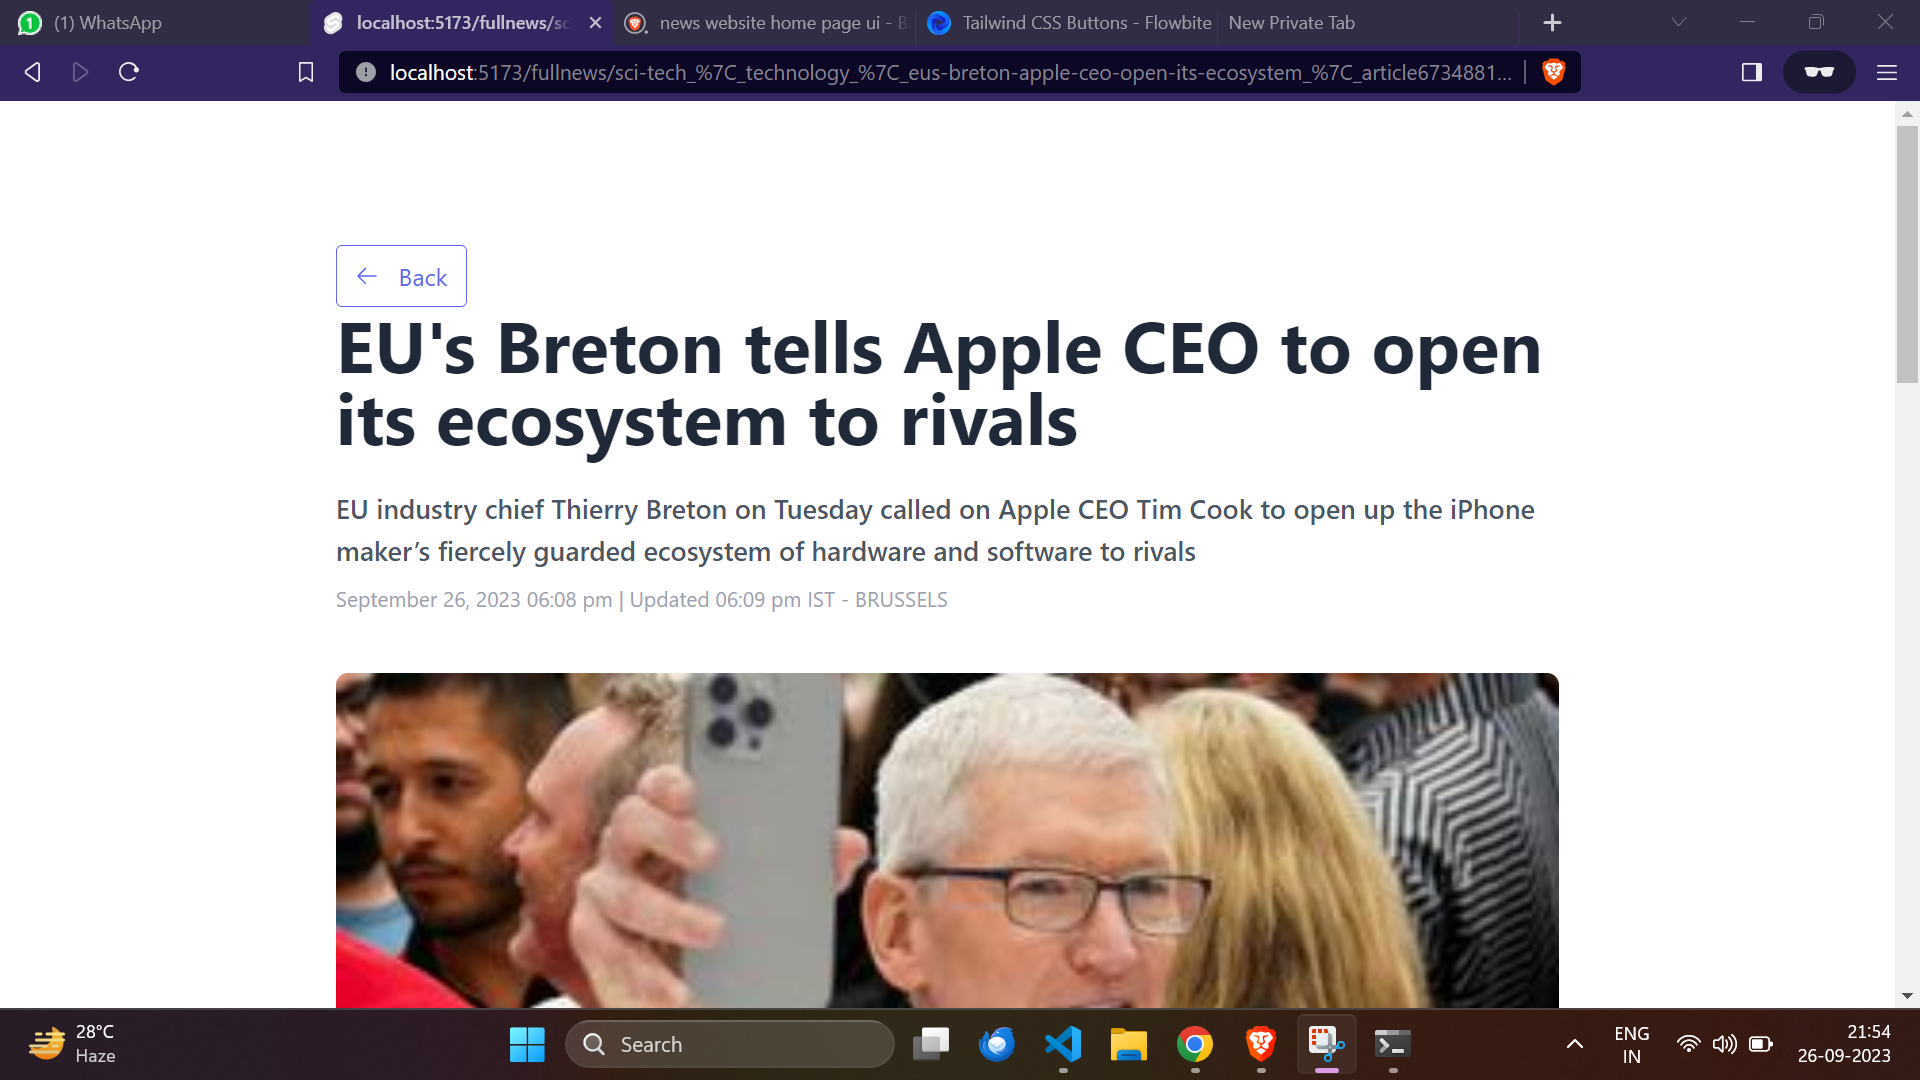 (1) WhatsApp
localhost:5173/fullnews/sc
news website home page ui - B
Tailwind CSS Buttons - Flowbite
New Private Tab
localhost:5173/fullnews/sci-tech_%7C_technology_%7C_eus-breton-apple-ceo-open-its-ecosystem_%7C_article6734881...
Back
EU's Breton tells Apple CEO to open
its ecosystem to rivals
EU industry chief Thierry Breton on Tuesday called on Apple CEO Tim Cook to open up the iPhone
maker’s fiercely guarded ecosystem of hardware and software to rivals
September 26, 2023 06:08 pm | Updated 06:09 pm IST - BRUSSELS
28°C
Haze
Search
ENG
IN
21:54
26-09-2023